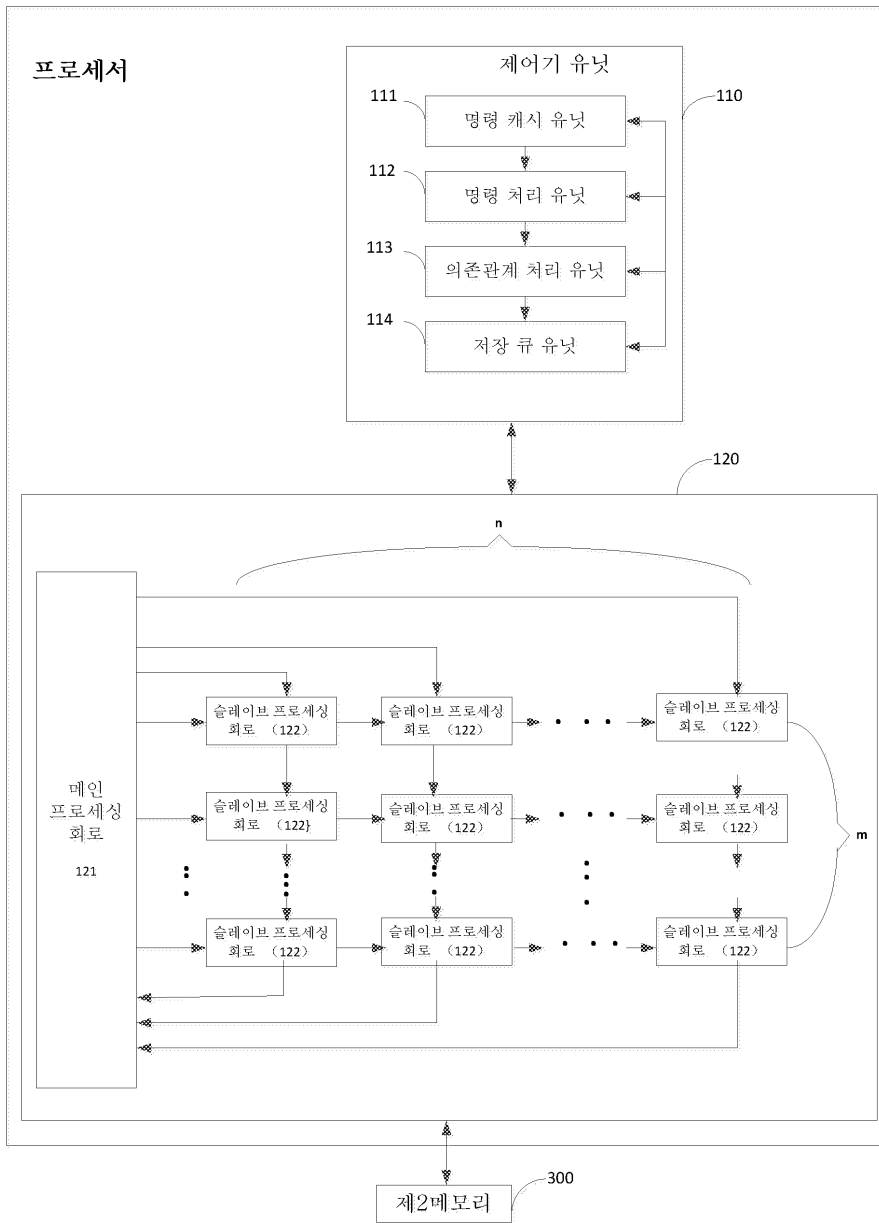 프로세서
제어기 유닛
110
111
명령 캐시 유닛
112
명령 처리 유닛
113
의존관계 처리 유닛
114
저장 큐 유닛
120
n
메인
프로세싱
회로
121
슬레이브 프로세싱
회로 (122)
슬레이브 프로세싱
회로 (122)
슬레이브 프로세싱
회로 (122)
슬레이브 프로세싱
회로 (122}
슬레이브 프로세싱
회로 (122)
슬레이브 프로세싱
회로 (122)
m
슬레이브 프로세싱
회로 (122)
슬레이브 프로세싱
회로 (122)
슬레이브 프로세싱
회로 (122)
제2메모리
300